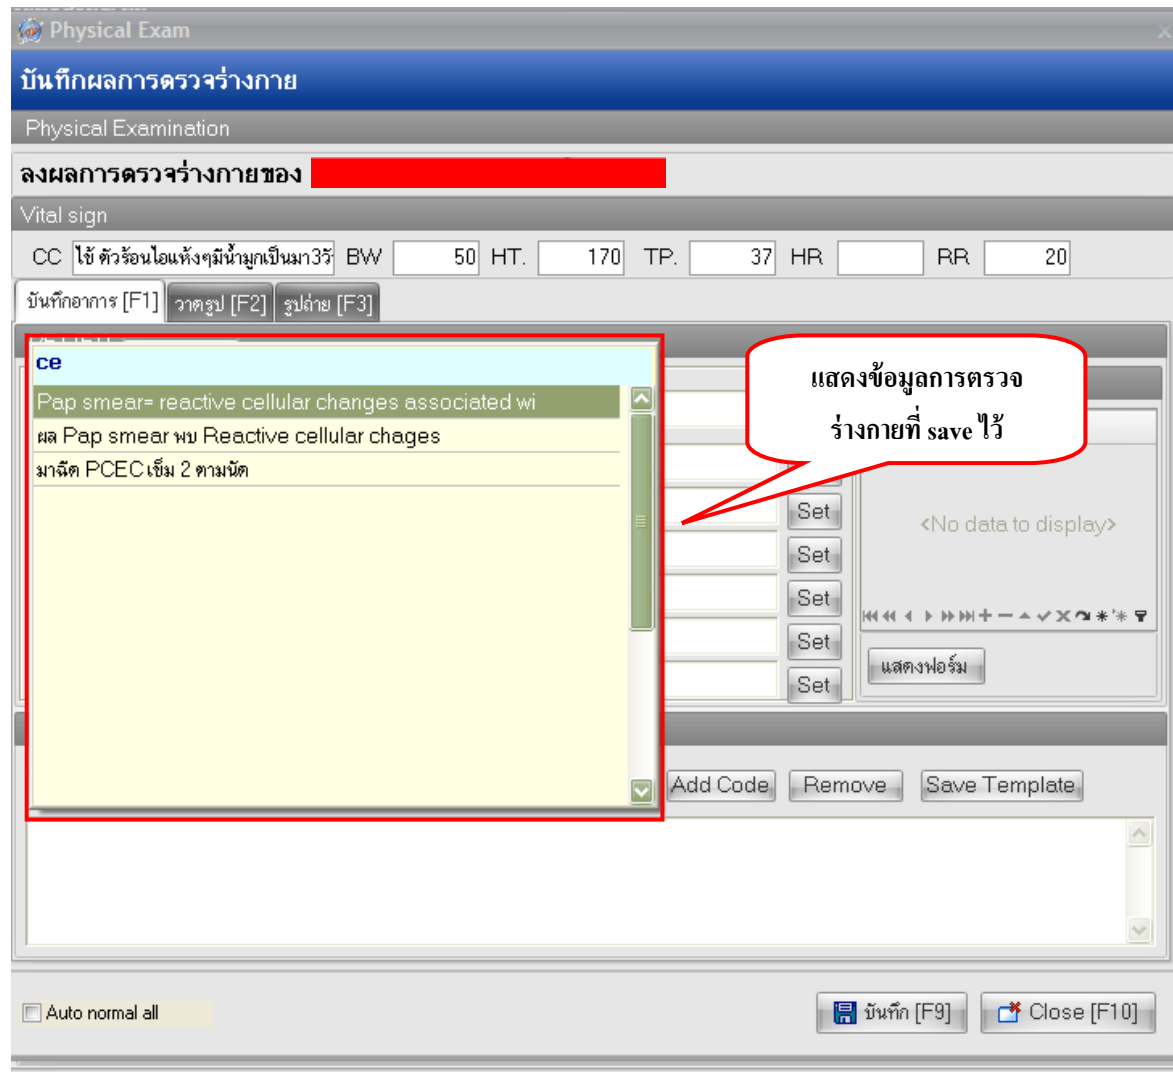 Physical Exam
บันทึกผลการตรวจร่างกาย
Physical Examination
ลงผลการตรวจร่างกายของ
Vital sign
CC ไข้ ตัวร้อนไอแห้งๆมีน้ำมูกเป็นมา3วั BW 50 HT. 170 TP. 37 HR RR 20
บันทึกอาการ [F1] วาดรูป [F2] รูปถ่าย [F3]
ce
Pap smear= reactive cellular changes associated wi
ผล Pap smear พบ Reactive cellular chages
มาฉีด PCEC เข็ม 2 ตามนัด
แสดงข้อมูลการตรวจ
ร่างกายที่ save ไว้
Set
<No data to display>
Set
Set
Set
แสดงฟอร์ม
Set
Add Code Remove Save Template
Auto normal all
บันทึก [F9] Close [F10]